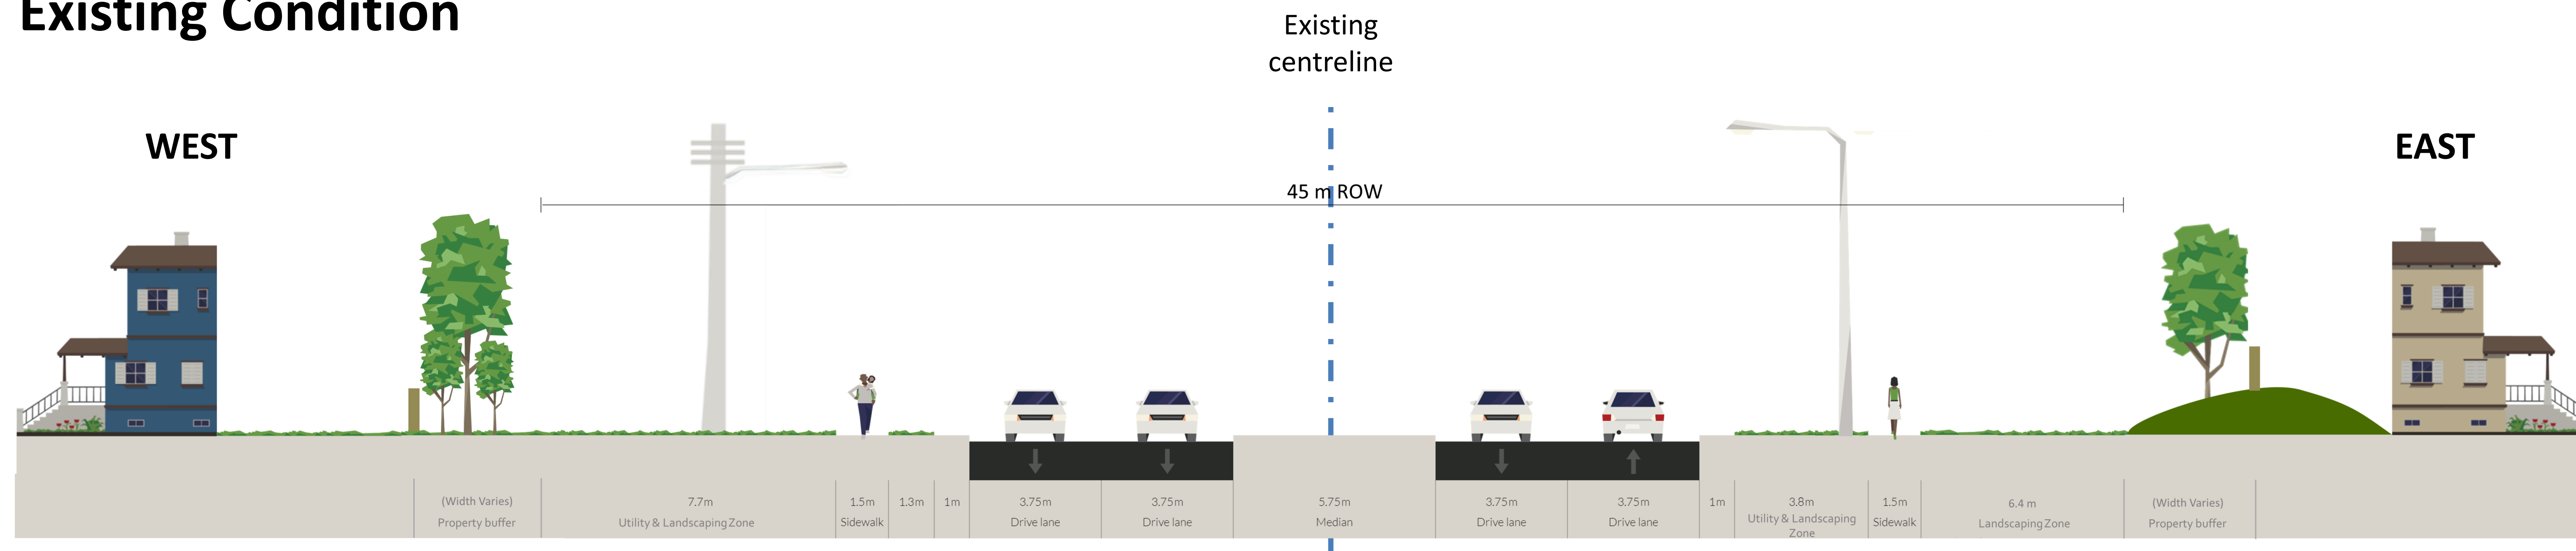 Existing Condition
Existing
centreline
WEST
EAST
45 m ROW
(Width Varies)
Property buffer
7.7m
Utility & Landscaping Zone
1.5m
Sidewalk
1.3m
1m
3.75m
Drive lane
3.75m
Drive lane
5.75m
Median
3.75m
Drive lane
3.75m
Drive lane
1m
3.8m
Utility & Landscaping
Zone
1.5m
Sidewalk
6.4 m
Landscaping Zone
(Width Varies)
Property buffer